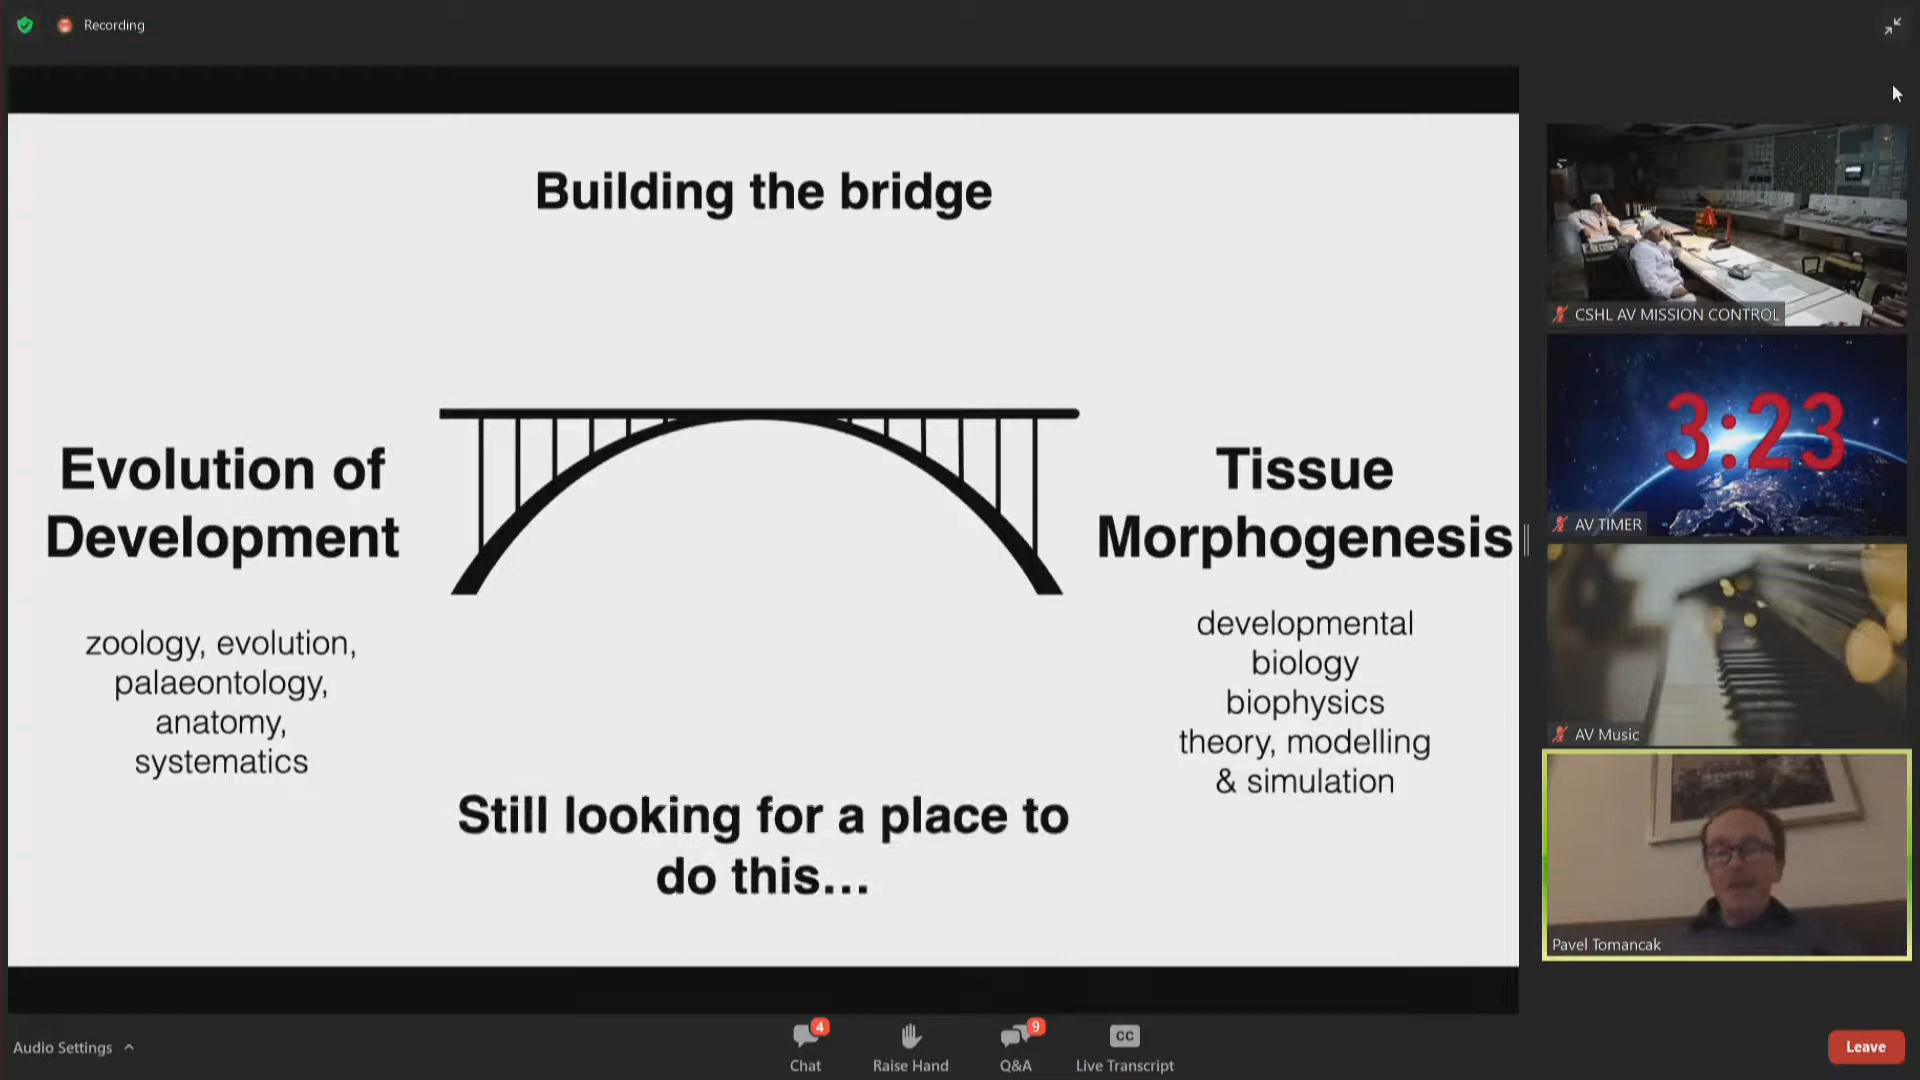 Recording
Building the bridge
Evolution of
Development
zoology, evolution,
palaeontology,
anatomy,
systematics
Tissue
Morphogenesis
developmental
biology
biophysics
theory, modelling
& simulation
Still looking for a place to
do this...
CSHL AV MISSION CONTROL
3:23
AV TIMER
AV Music
Pavel Tomancak
Audio Settings
4
Chat
Raise Hand
9
Q&A
CC
Live Transcript
Leave